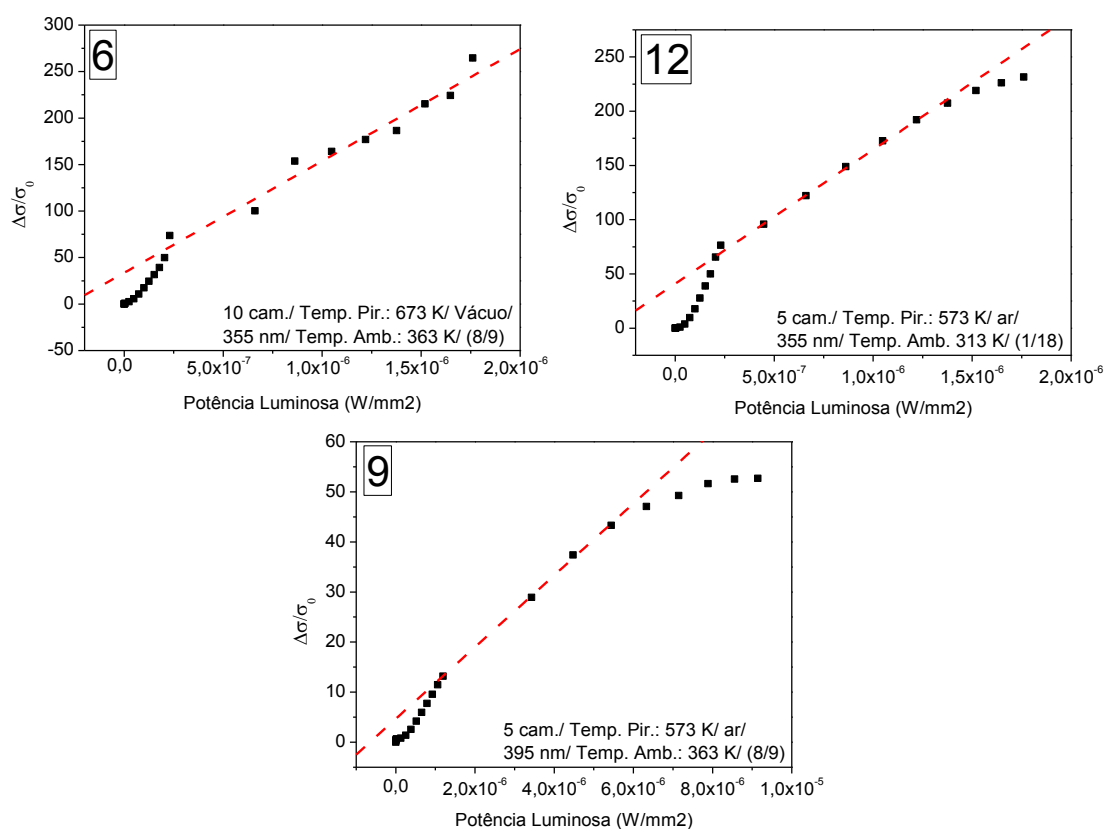 6
300
250
200
150
100
50
0
-50
Δσ/σ0
10 cam./ Temp. Pir.: 673 K/ Vácuo/
355 nm/ Temp. Amb.: 363 K/ (8/9)
0,0 5,0x10-7 1,0x10-6 1,5x10-6 2,0x10-6
Potência Luminosa (W/mm2)
12
250
200
150
100
50
0
Δσ/σ0
5 cam./ Temp. Pir.: 573 K/ ar/
355 nm/ Temp. Amb. 313 K/ (1/18)
0,0 5,0x10-7 1,0x10-6 1,5x10-6 2,0x10-6
Potência Luminosa (W/mm2)
9
60
50
40
30
20
10
0
Δσ/σ0
5 cam./ Temp. Pir.: 573 K/ ar/
395 nm/ Temp. Amb.: 363 K/ (8/9)
0,0 2,0x10-6 4,0x10-6 6,0x10-6 8,0x10-6 1,0x10-5
Potência Luminosa (W/mm2)